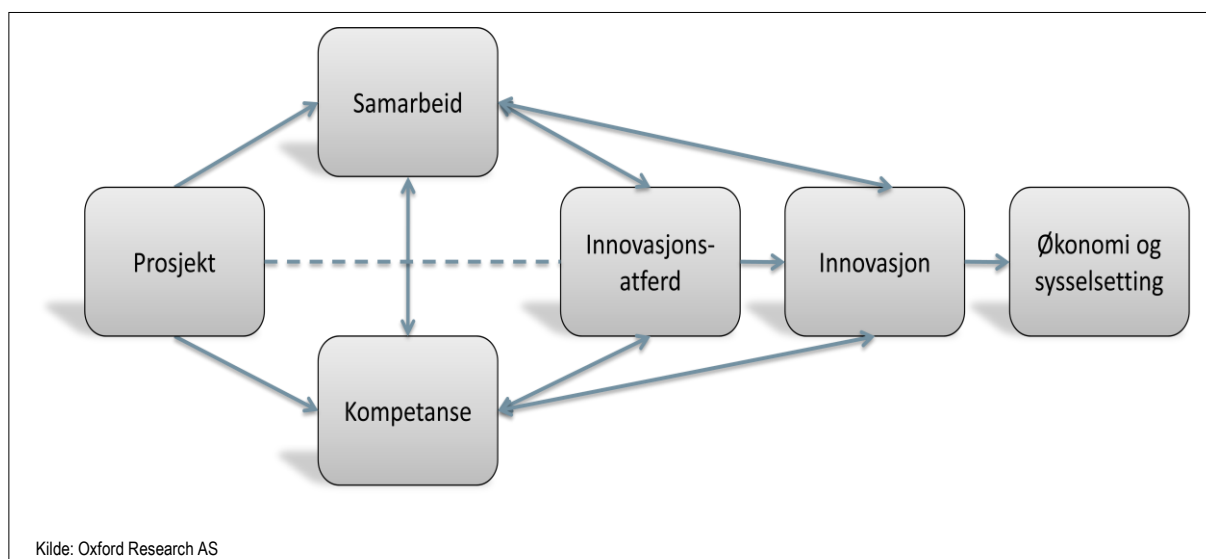 Samarbeid
Prosjekt
Innovasjons-
atferd
Innovasjon
Økonomi og
sysselsetting
Kompetanse
Kilde: Oxford Research AS